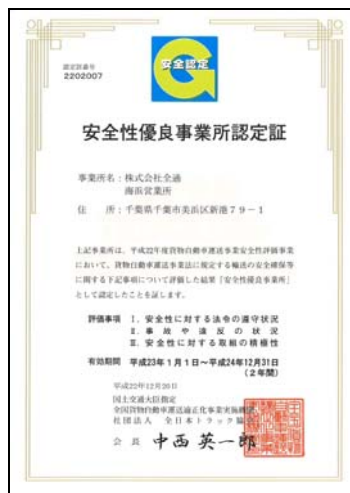 認定証番号
2202007
安全認定
安全性優良事業所認定証
事業所名：株式会社全通
海浜営業所
住　所：千葉県千葉市美浜区新港７９－１
上記事業所は、平成22年度貨物自動車運送事業安全性評価事業
において、貨物自動車運送事業法に規定する輸送の安全確保等
に関する下記事項について評価した結果「安全性優良事業所」
として認定したことを証します。
評価事項　Ⅰ．安全性に対する法令の遵守状況
Ⅱ．事故や違反の状況
Ⅲ．安全性に対する取組の積極性
有効期間　平成23年１月１日～平成24年12月31日
（２年間）
平成22年12月20日
国土交通大臣指定
全国貨物自動車運送適正化事業実施機関
社団法人　全日本トラック協会
会長　中西英一郎